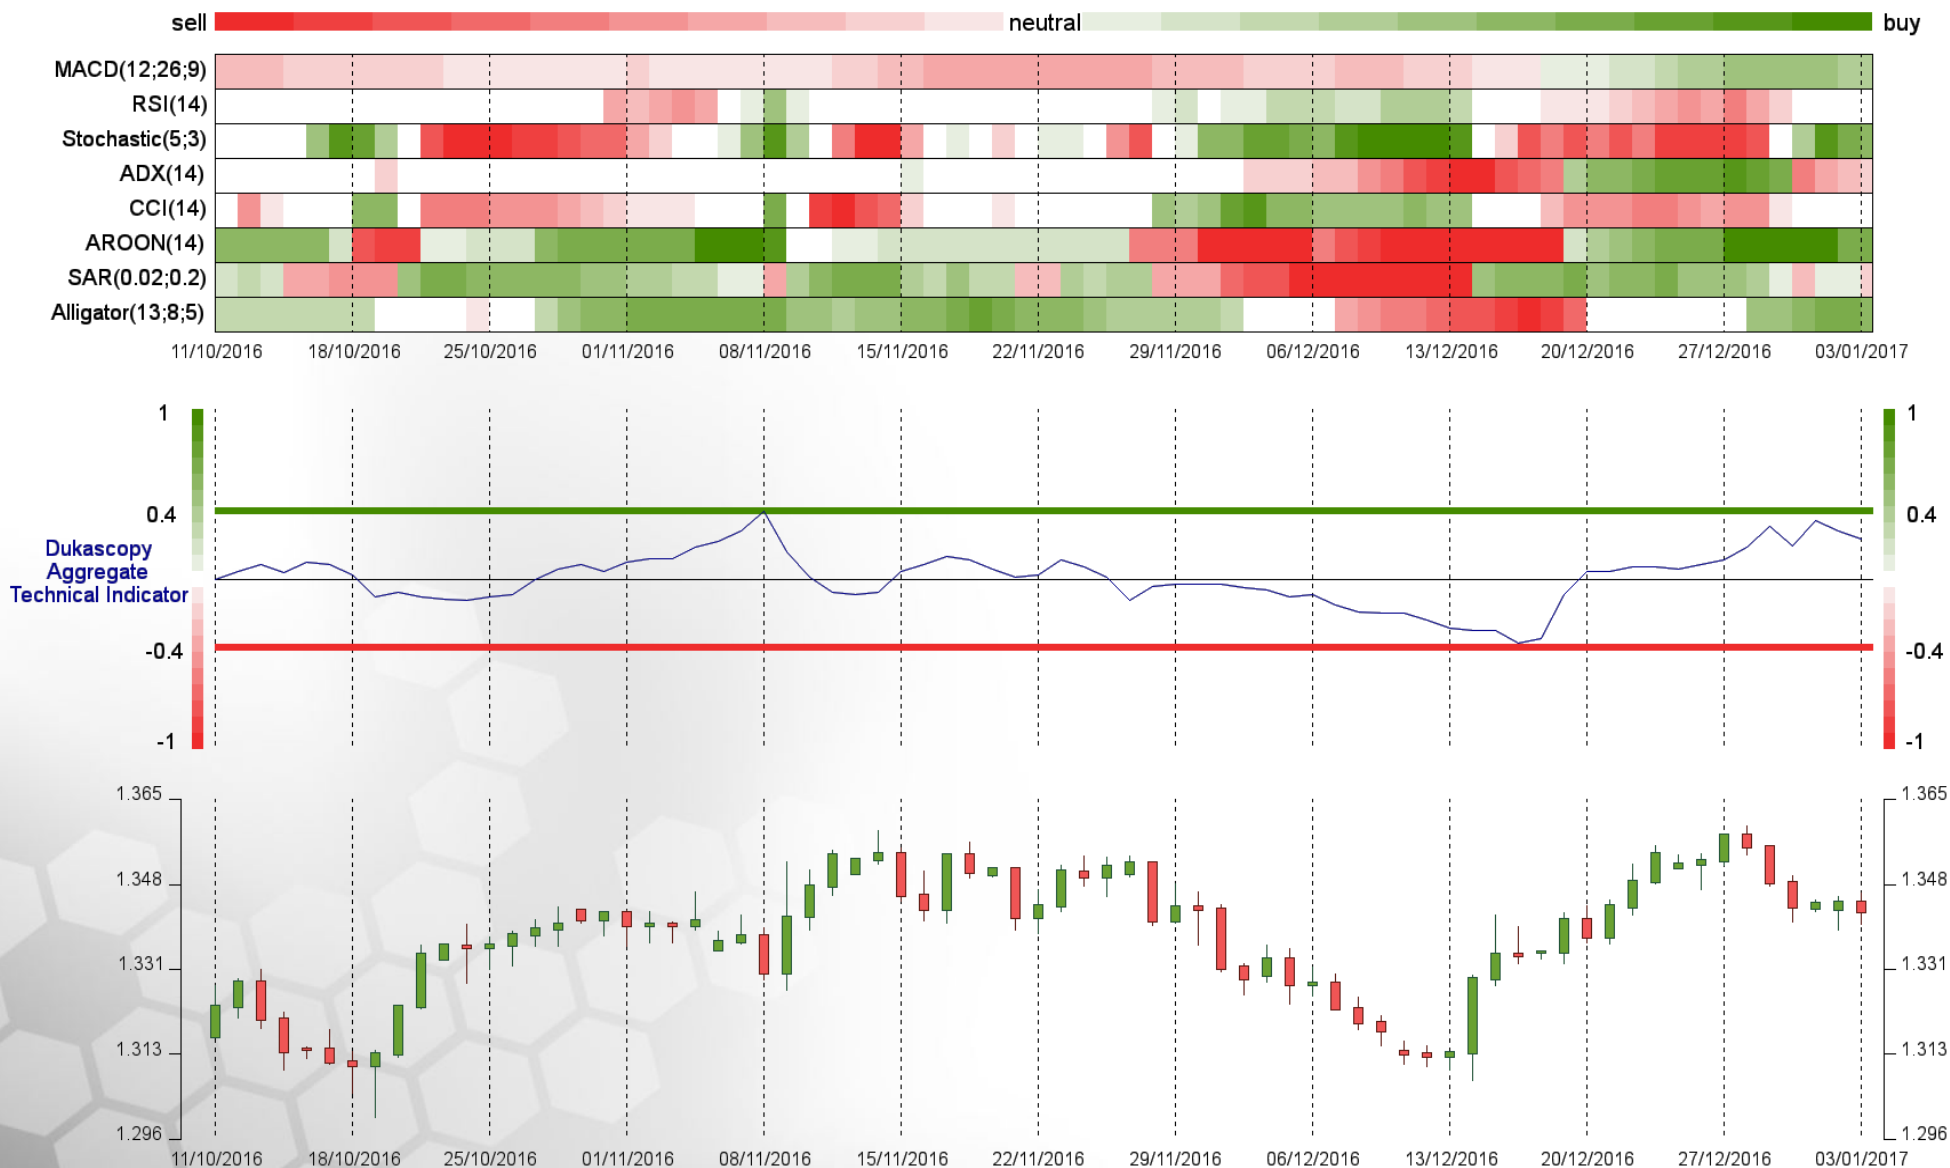 sell neutral buy
MACD(12;26;9)
RSI(14)
Stochastic(5;3)
ADX(14)
CCI(14)
AROON(14)
SAR(0.02;0.2)
Alligator(13;8;5)
11/10/2016 18/10/2016 25/10/2016 01/11/2016 08/11/2016 15/11/2016 22/11/2016 29/11/2016 06/12/2016 13/12/2016 20/12/2016 27/12/2016 03/01/2017
1 1
0.4 0.4
Dukascopy
Aggregate
Technical Indicator
-0.4 -0.4
-1 -1
1.365 1.365
1.348 1.348
1.331 1.331
1.313 1.313
1.296 1.296
11/10/2016 18/10/2016 25/10/2016 01/11/2016 08/11/2016 15/11/2016 22/11/2016 29/11/2016 06/12/2016 13/12/2016 20/12/2016 27/12/2016 03/01/2017